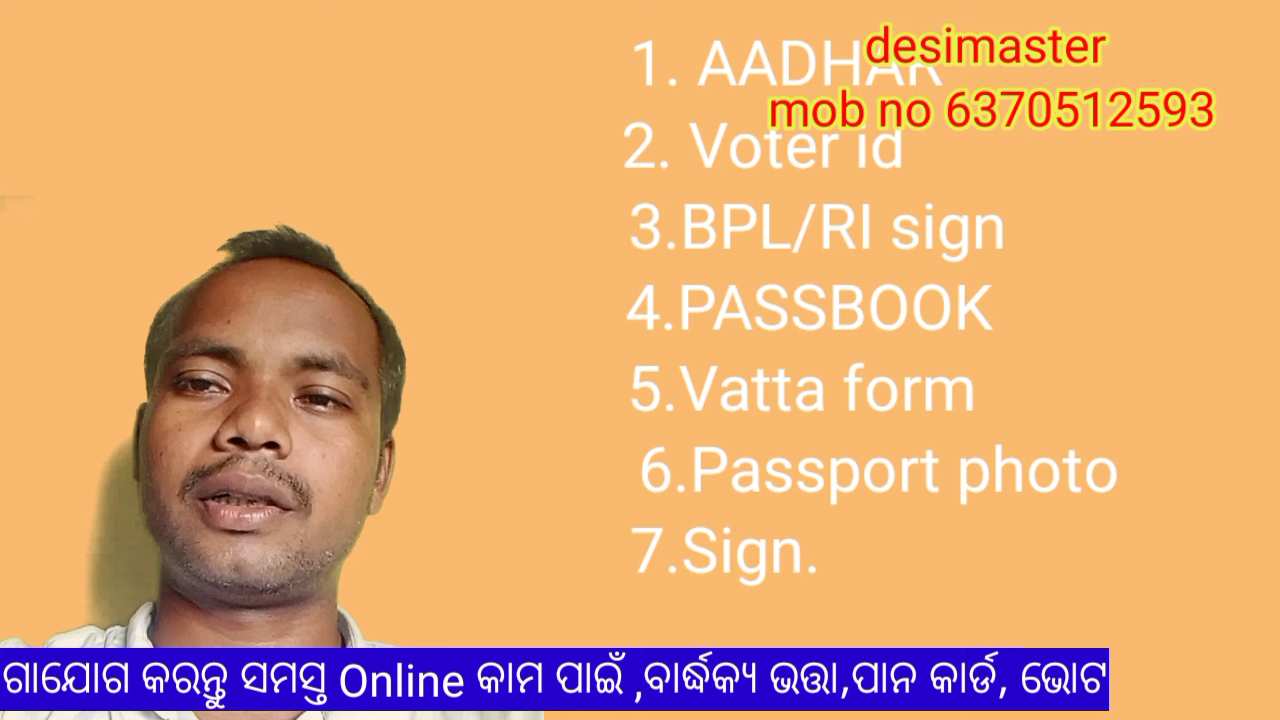 desimaster
mob no 6370512593
1. AADHAR
2. Voter id
3.BPL/RI sign
4.PASSBOOK
5.Vatta form
6.Passport photo
7.Sign.
ଗାଯୋଗ କରନ୍ତୁ ସମସ୍ତ Online କାମ ପାଇଁ ,ବାର୍ଦ୍ଧକ୍ୟ ଭତ୍ତା,ପାନ କାର୍ଡ, ଭୋଟ